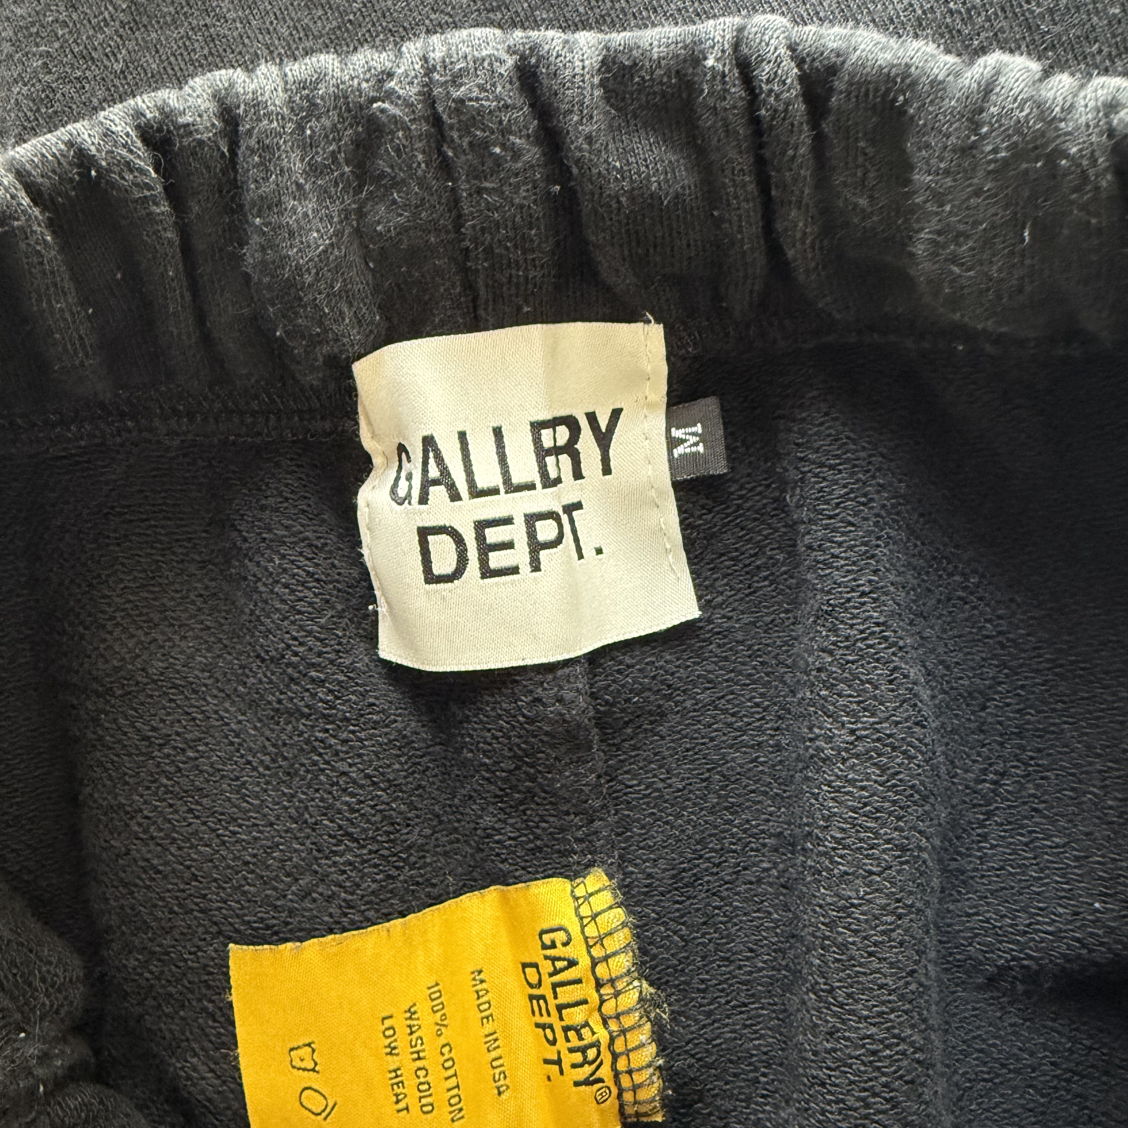 GALLERY
DEPT.
M
GALLERY®
DEPT.
MADE IN USA
100% COTTON
WASH COLD
LOW HEAT